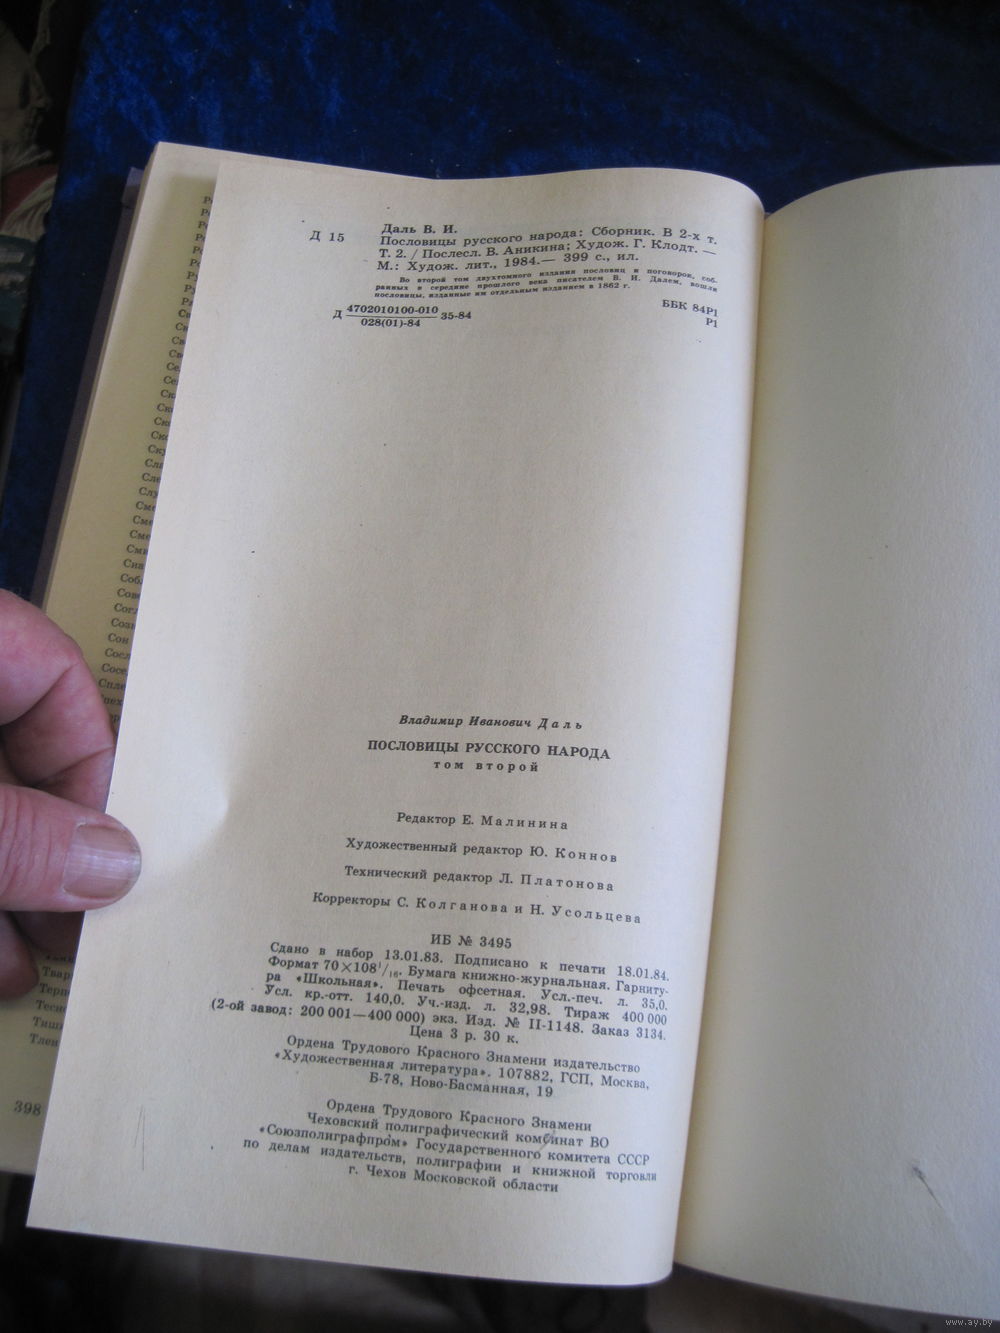 Д 15
Даль В. И.
Пословицы русского народа: Сборник. В 2-х т.
Т. 2. / Послесл. В. Аникина; Худож. Г. Клодт. —
М.: Худож. лит., 1984.— 399 с., ил.
Во второй том двухтомного издания пословиц и поговорок, соб-
ранных в середине прошлого века писателем В. И. Далем, вошли
пословицы, изданные им отдельным изданием в 1862 г.
Д 4702010100-010 35-84
028(01)-84
ББК 84Р1
Р1
Владимир Иванович Даль
ПОСЛОВИЦЫ РУССКОГО НАРОДА
том второй
Редактор Е. Малинина
Художественный редактор Ю. Коннов
Технический редактор Л. Платонова
Корректоры С. Колганова и Н. Усольцева
ИБ № 3495
Сдано в набор 13.01.83. Подписано к печати 18.01.84.
Формат 70×108¹/₁₆. Бумага книжно-журнальная. Гарниту-
ра «Школьная». Печать офсетная. Усл.-печ. л. 35,0.
Усл. кр.-отт. 140,0. Уч.-изд. л. 32,98. Тираж 400 000
(2-ой завод: 200 001—400 000) экз. Изд. № II-1148. Заказ 3134.
Цена 3 р. 30 к.
Ордена Трудового Красного Знамени издательство
«Художественная литература». 107882, ГСП, Москва,
Б-78, Ново-Басманная, 19
Ордена Трудового Красного Знамени
Чеховский полиграфический комбинат ВО
«Союзполиграфпром» Государственного комитета СССР
по делам издательств, полиграфии и книжной торговли
г. Чехов Московской области
398
www.ay.by